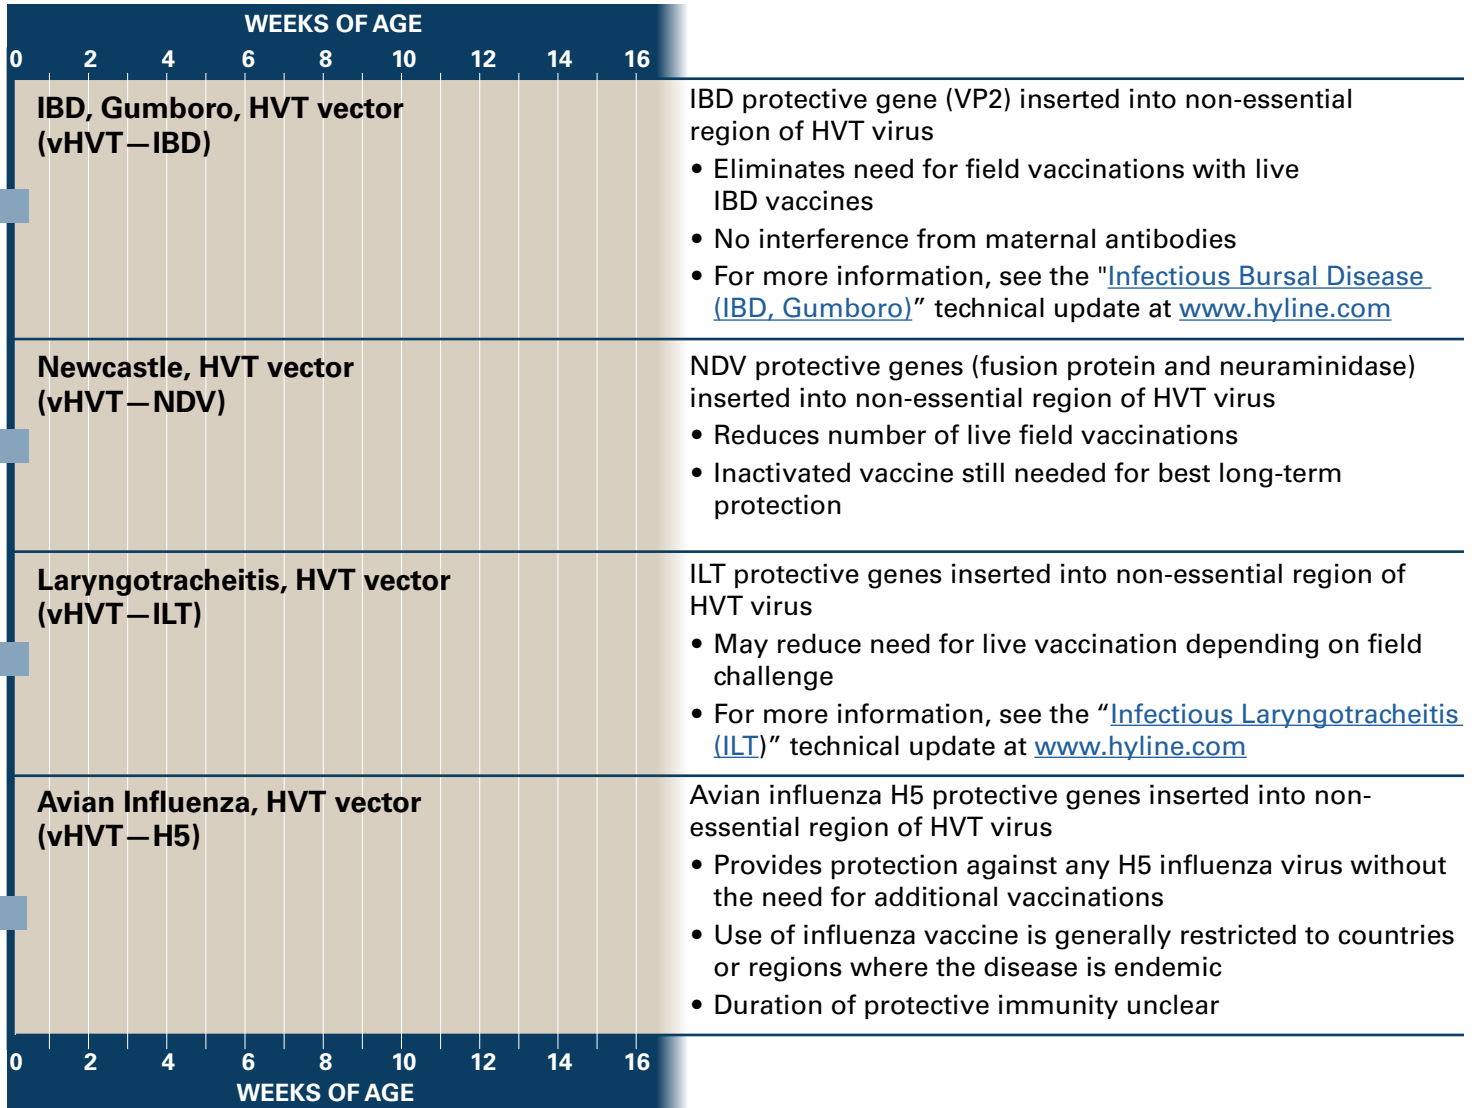 WEEKS OF AGE
0 2 4 6 8 10 12 14 16
IBD, Gumboro, HVT vector
(vHVT—IBD)
IBD protective gene (VP2) inserted into non-essential
region of HVT virus
• Eliminates need for field vaccinations with live
IBD vaccines
• No interference from maternal antibodies
• For more information, see the "Infectious Bursal Disease
(IBD, Gumboro)” technical update at www.hyline.com
Newcastle, HVT vector
(vHVT—NDV)
NDV protective genes (fusion protein and neuraminidase)
inserted into non-essential region of HVT virus
• Reduces number of live field vaccinations
• Inactivated vaccine still needed for best long-term
protection
Laryngotracheitis, HVT vector
(vHVT—ILT)
ILT protective genes inserted into non-essential region of
HVT virus
• May reduce need for live vaccination depending on field
challenge
• For more information, see the “Infectious Laryngotracheitis
(ILT)” technical update at www.hyline.com
Avian Influenza, HVT vector
(vHVT—H5)
Avian influenza H5 protective genes inserted into non-
essential region of HVT virus
• Provides protection against any H5 influenza virus without
the need for additional vaccinations
• Use of influenza vaccine is generally restricted to countries
or regions where the disease is endemic
• Duration of protective immunity unclear
0 2 4 6 8 10 12 14 16
WEEKS OF AGE